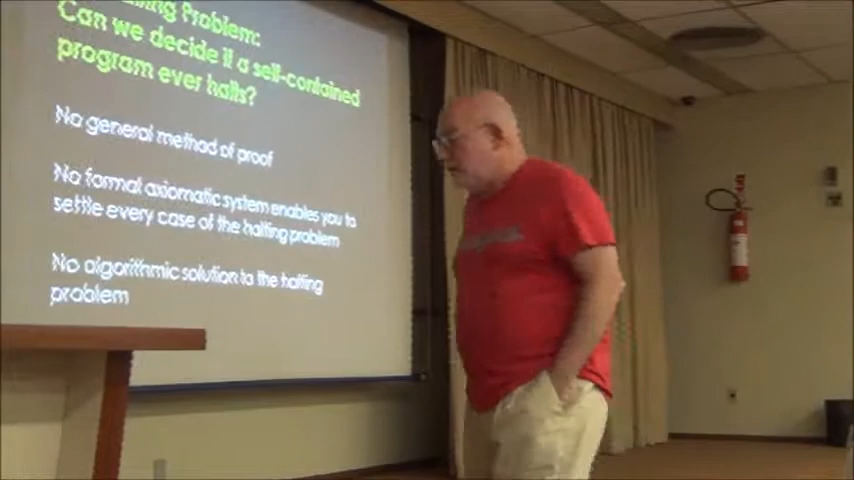 Problem:
Can we decide if a self-contained
program ever halts?
No general method of proof
No formal axiomatic system enables you to
settle every case of the halting problem
No algorithmic solution to the halting
problem